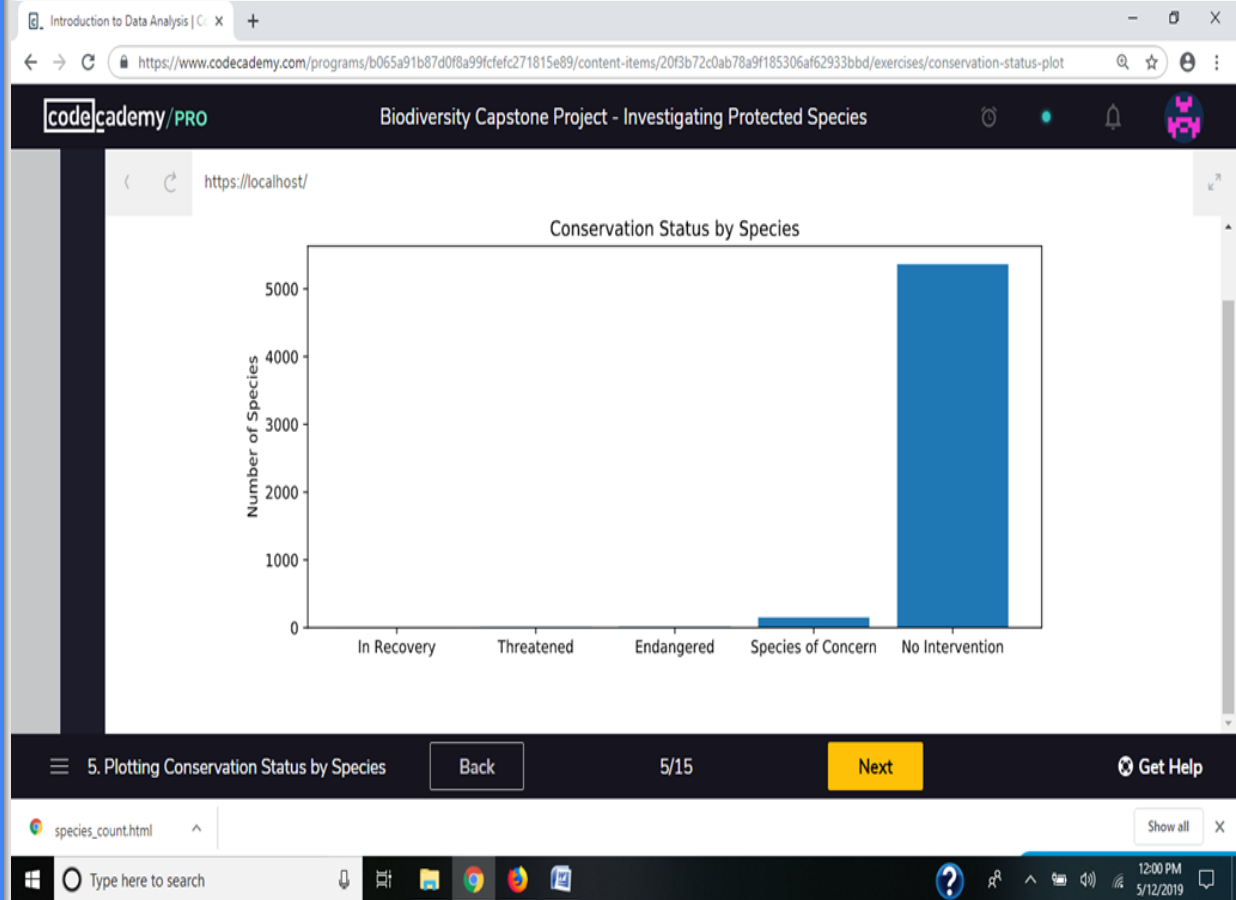 Introduction to Data Analysis | C
https://www.codecademy.com/programs/b065a91b87d0f8a99fcfefc271815e89/content-items/20f3b72c0ab78a9f185306af62933bbd/exercises/conservation-status-plot
codecademy/PRO
Biodiversity Capstone Project - Investigating Protected Species
https://localhost/
Conservation Status by Species
Number of Species
5000
4000
3000
2000
1000
0
In Recovery Threatened Endangered Species of Concern No Intervention
5. Plotting Conservation Status by Species Back 5/15 Next Get Help
species_count.html Show all
Type here to search
12:00 PM
5/12/2019